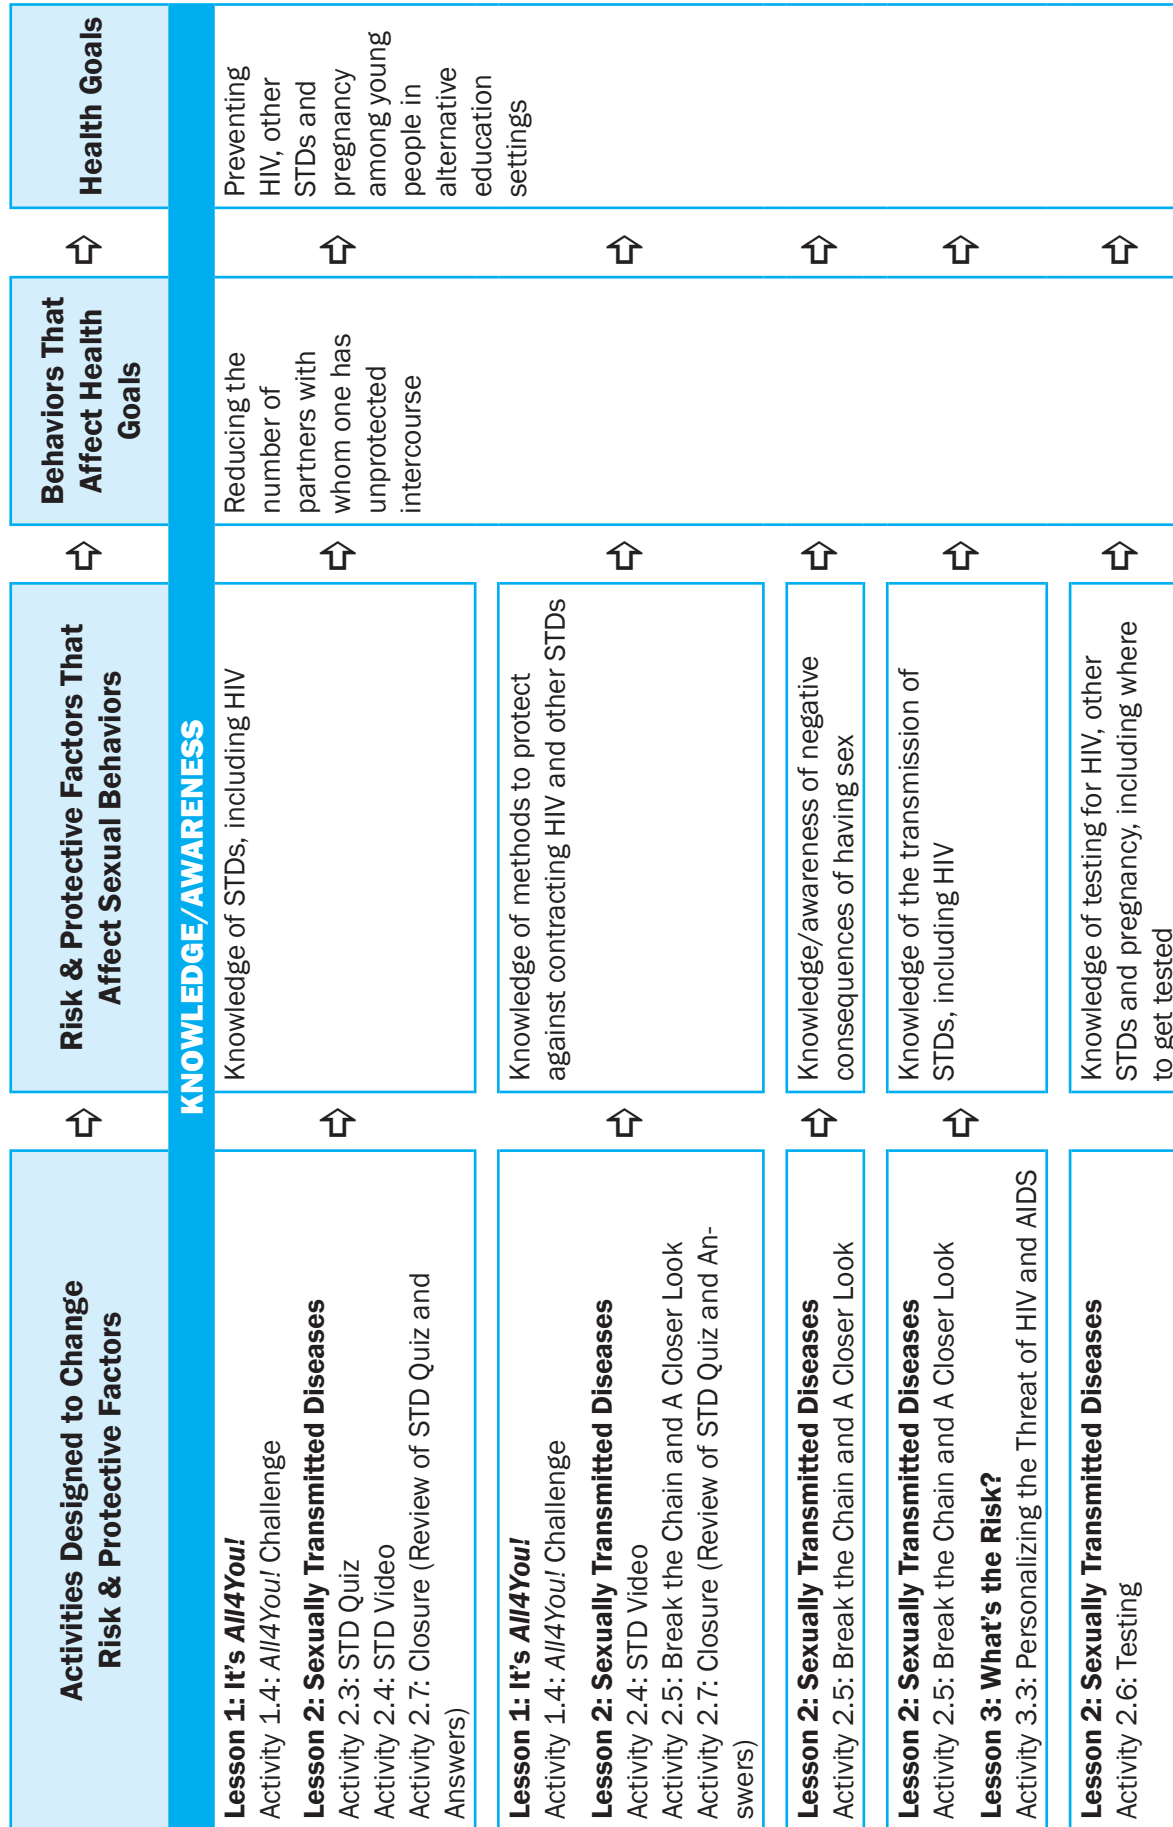 Activities Designed to Change
Risk & Protective Factors
Risk & Protective Factors That
Affect Sexual Behaviors
Behaviors That
Affect Health
Goals
Health Goals
KNOWLEDGE/AWARENESS
Lesson 1: It's All4You!
Activity 1.4: All4You! Challenge
Lesson 2: Sexually Transmitted Diseases
Activity 2.3: STD Quiz
Activity 2.4: STD Video
Activity 2.7: Closure (Review of STD Quiz and
Answers)
Knowledge of STDs, including HIV
Reducing the
number of
partners with
whom one has
unprotected
intercourse
Preventing
HIV, other
STDs and
pregnancy
among young
people in
alternative
education
settings
Lesson 1: It's All4You!
Activity 1.4: All4You! Challenge
Lesson 2: Sexually Transmitted Diseases
Activity 2.4: STD Video
Activity 2.5: Break the Chain and A Closer Look
Activity 2.7: Closure (Review of STD Quiz and An-
swers)
Knowledge of methods to protect
against contracting HIV and other STDs
Lesson 2: Sexually Transmitted Diseases
Activity 2.5: Break the Chain and A Closer Look
Knowledge/awareness of negative
consequences of having sex
Lesson 2: Sexually Transmitted Diseases
Activity 2.5: Break the Chain and A Closer Look
Lesson 3: What's the Risk?
Activity 3.3: Personalizing the Threat of HIV and AIDS
Knowledge of the transmission of
STDs, including HIV
Lesson 2: Sexually Transmitted Diseases
Activity 2.6: Testing
Knowledge of testing for HIV, other
STDs and pregnancy, including where
to get tested